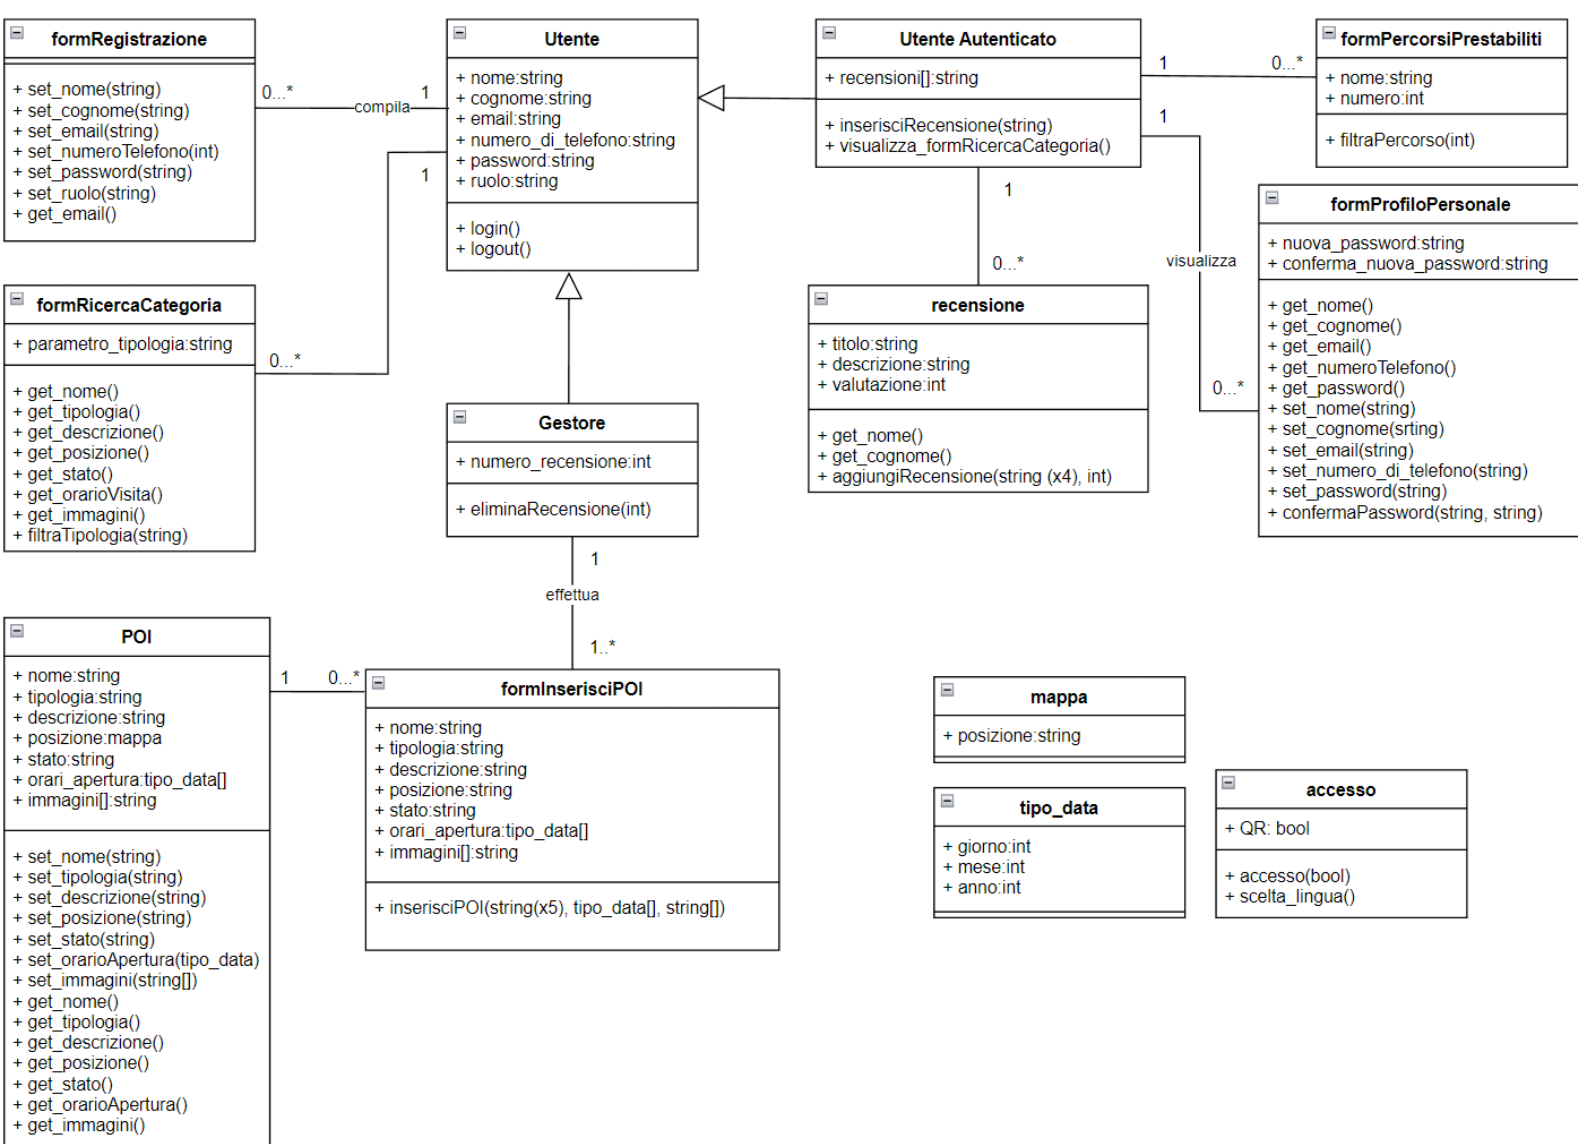 formRegistrazione
+ set_nome(string)
+ set_cognome(string)
+ set_email(string)
+ set_numeroTelefono(int)
+ set_password(string)
+ set_ruolo(string)
+ get_email()
0...*
compila
1
Utente
+ nome:string
+ cognome:string
+ email:string
+ numero_di_telefono:string
+ password:string
+ ruolo:string
+ login()
+ logout()
Utente Autenticato
+ recensioni[]:string
+ inserisciRecensione(string)
+ visualizza_formRicercaCategoria()
1
0...*
formPercorsiPrestabiliti
+ nome:string
+ numero:int
+ filtraPercorso(int)
1
visualizza
0...*
formProfiloPersonale
+ nuova_password:string
+ conferma_nuova_password:string
+ get_nome()
+ get_cognome()
+ get_email()
+ get_numeroTelefono()
+ get_password()
+ set_nome(string)
+ set_cognome(srting)
+ set_email(string)
+ set_numero_di_telefono(string)
+ set_password(string)
+ confermaPassword(string, string)
1
0...*
formRicercaCategoria
+ parametro_tipologia:string
+ get_nome()
+ get_tipologia()
+ get_descrizione()
+ get_posizione()
+ get_stato()
+ get_orarioVisita()
+ get_immagini()
+ filtraTipologia(string)
1
0...*
recensione
+ titolo:string
+ descrizione:string
+ valutazione:int
+ get_nome()
+ get_cognome()
+ aggiungiRecensione(string (x4), int)
Gestore
+ numero_recensione:int
+ eliminaRecensione(int)
1
effettua
1..*
POI
+ nome:string
+ tipologia:string
+ descrizione:string
+ posizione:mappa
+ stato:string
+ orari_apertura:tipo_data[]
+ immagini[]:string
+ set_nome(string)
+ set_tipologia(string)
+ set_descrizione(string)
+ set_posizione(string)
+ set_stato(string)
+ set_orarioApertura(tipo_data)
+ set_immagini(string[])
+ get_nome()
+ get_tipologia()
+ get_descrizione()
+ get_posizione()
+ get_stato()
+ get_orarioApertura()
+ get_immagini()
1
0...*
formInserisciPOI
+ nome:string
+ tipologia:string
+ descrizione:string
+ posizione:string
+ stato:string
+ orari_apertura:tipo_data[]
+ immagini[]:string
+ inserisciPOI(string(x5), tipo_data[], string[])
mappa
+ posizione:string
tipo_data
+ giorno:int
+ mese:int
+ anno:int
accesso
+ QR: bool
+ accesso(bool)
+ scelta_lingua()